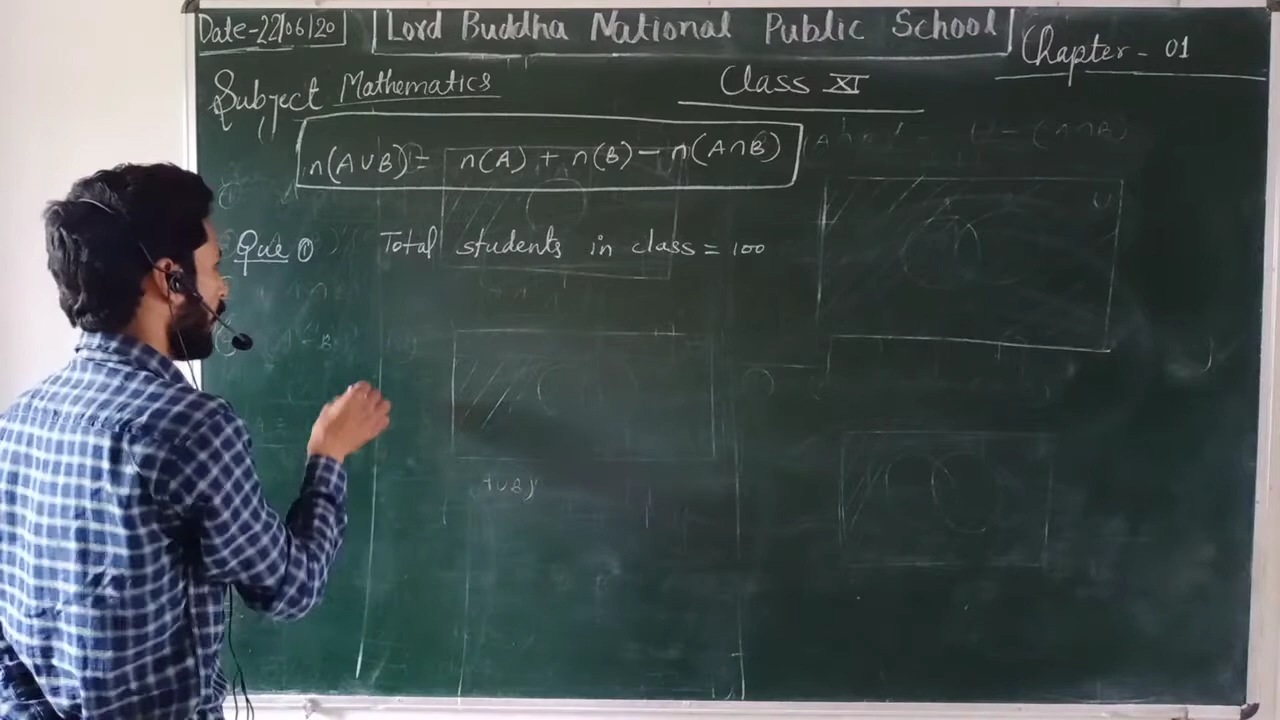 Date-22/06/20
Lord Buddha National Public School
Chapter - 01
Subject Mathematics
Class XI
n(A∪B) = n(A) + n(B) - n(A∩B)
Que ① Total students in class = 100
U